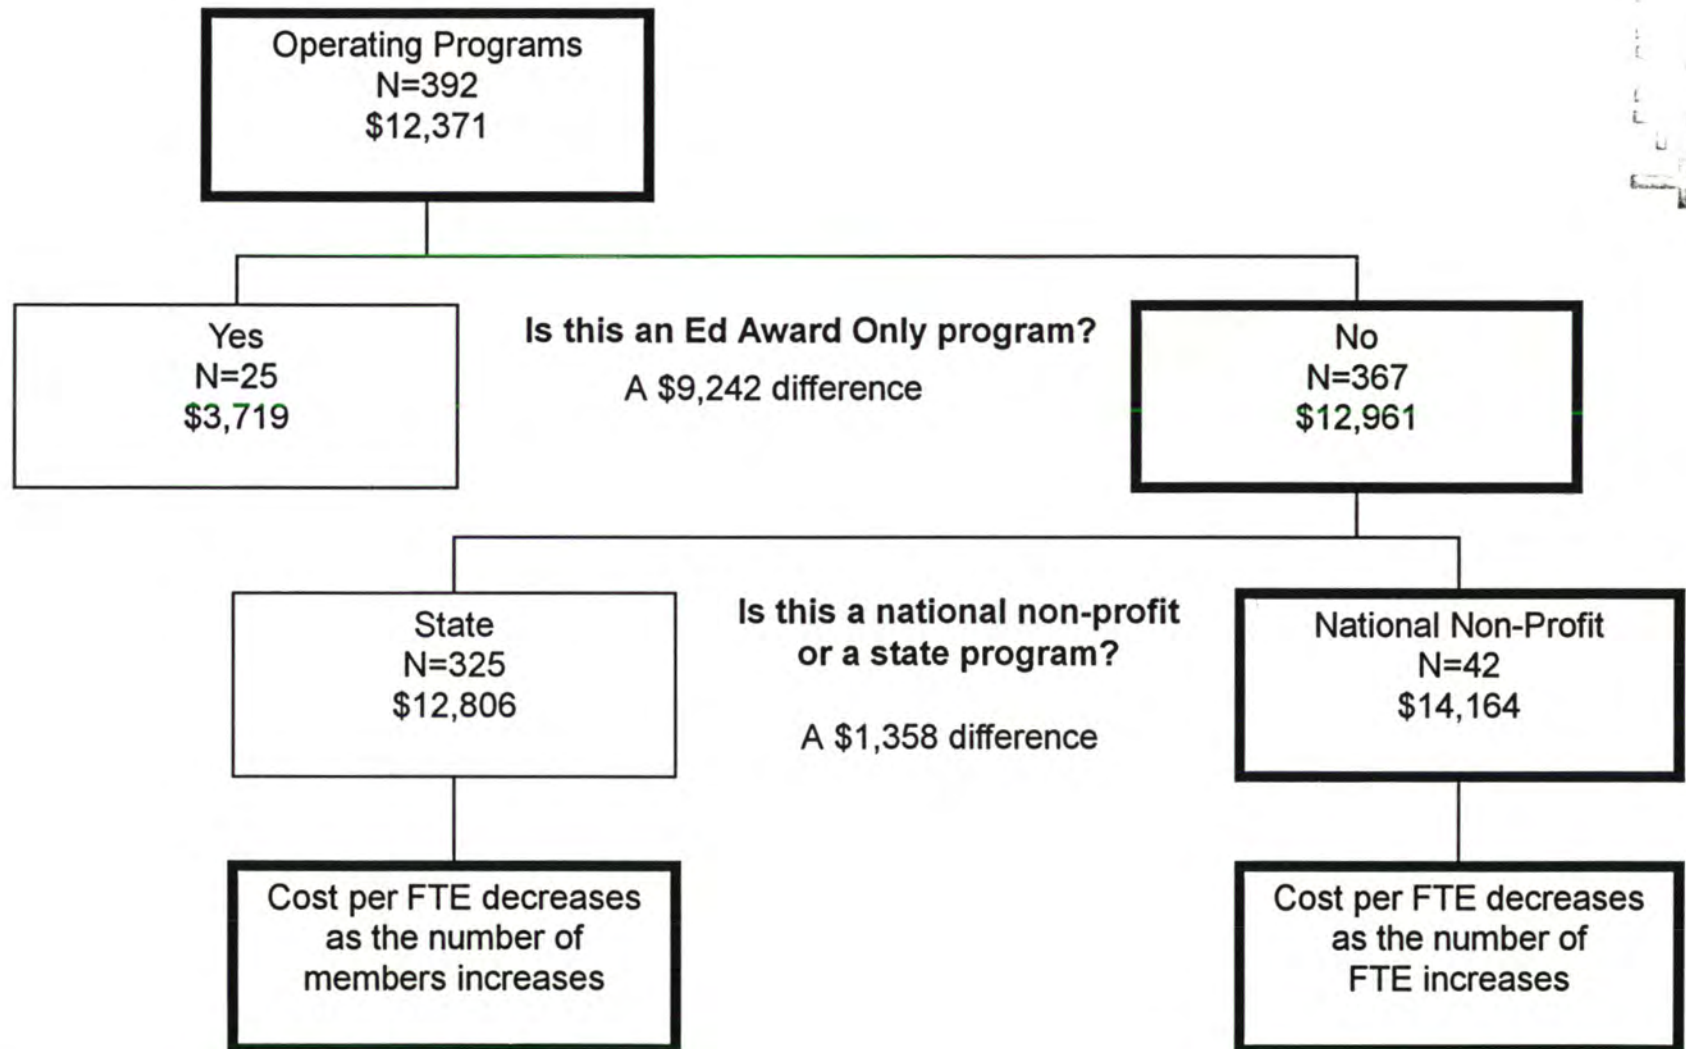 Operating Programs
N=392
$12,371
Yes
N=25
$3,719
Is this an Ed Award Only program?
A $9,242 difference
No
N=367
$12,961
State
N=325
$12,806
Is this a national non-profit
or a state program?
A $1,358 difference
National Non-Profit
N=42
$14,164
Cost per FTE decreases
as the number of
members increases
Cost per FTE decreases
as the number of
FTE increases